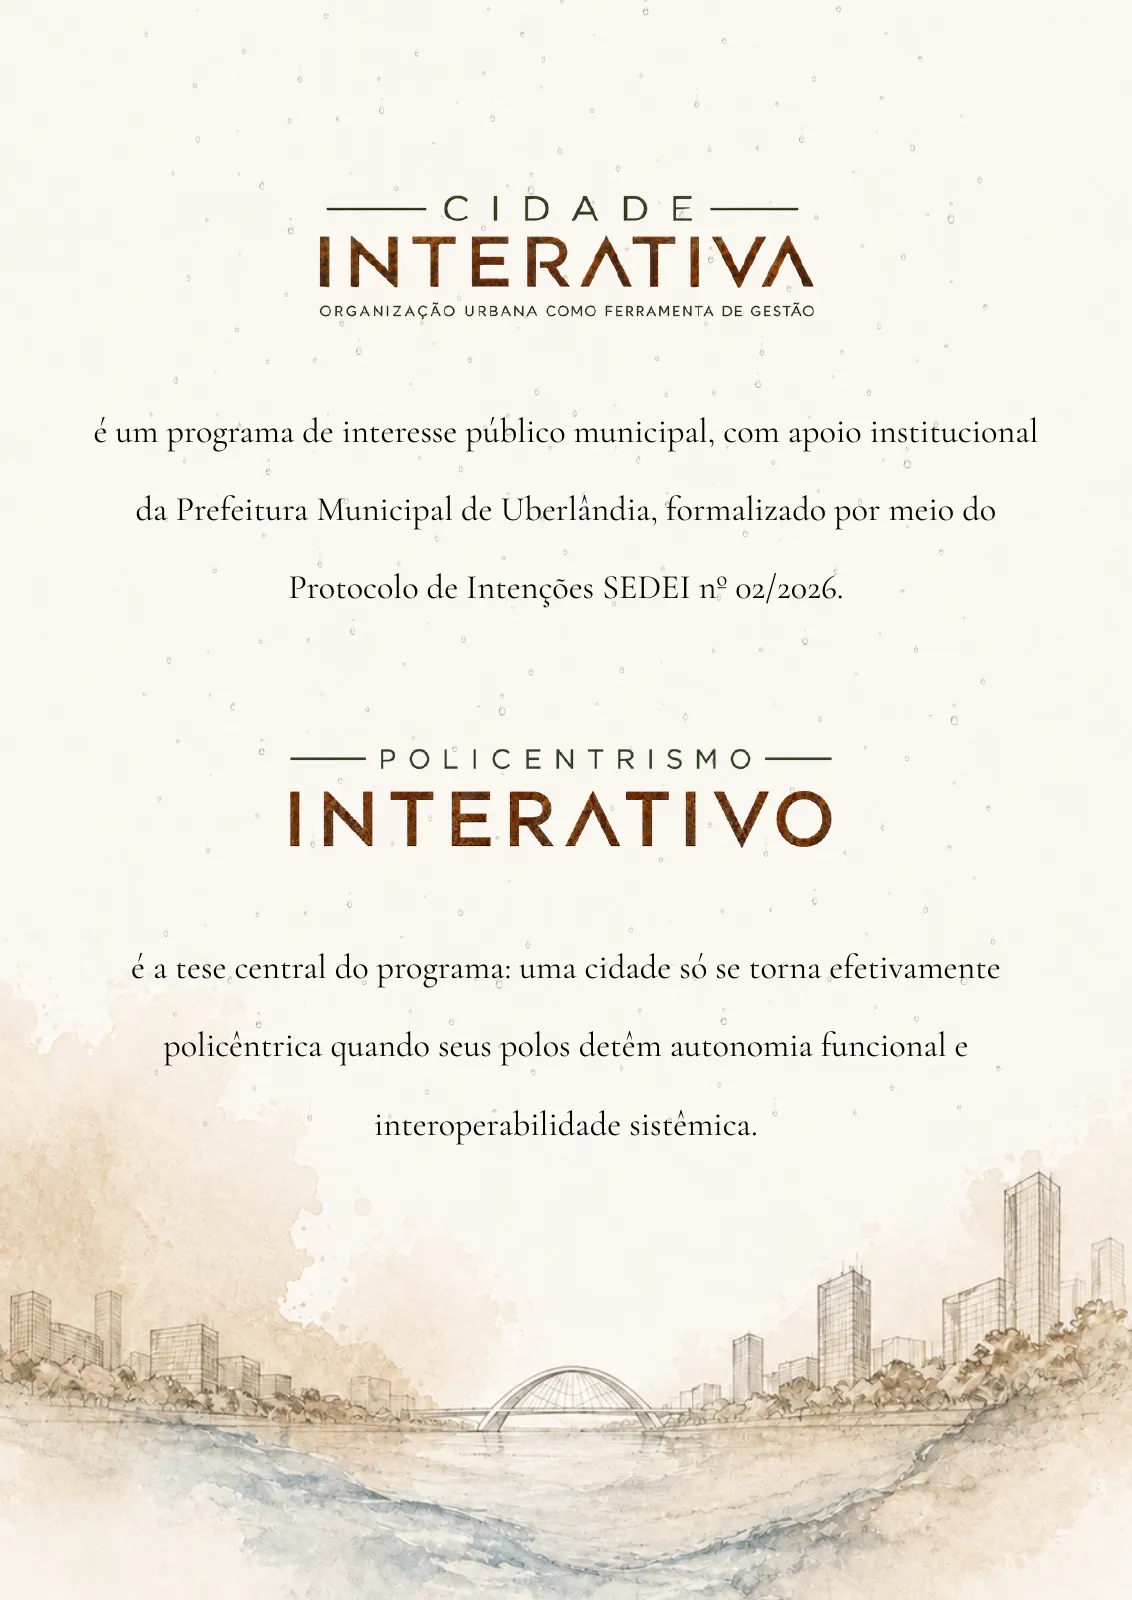 CIDADE
INTERATIVA
ORGANIZAÇÃO URBANA COMO FERRAMENTA DE GESTÃO
é um programa de interesse público municipal, com apoio institucional
da Prefeitura Municipal de Uberlândia, formalizado por meio do
Protocolo de Intenções SEDEI nº 02/2026.
POLICENTRISMO
INTERATIVO
é a tese central do programa: uma cidade só se torna efetivamente
policêntrica quando seus polos detêm autonomia funcional e
interoperabilidade sistêmica.